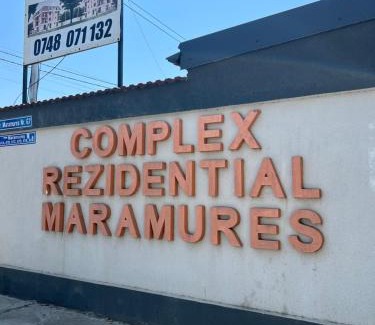 0748 071 132
COMPLEX
REZIDENTIAL
MARAMURES